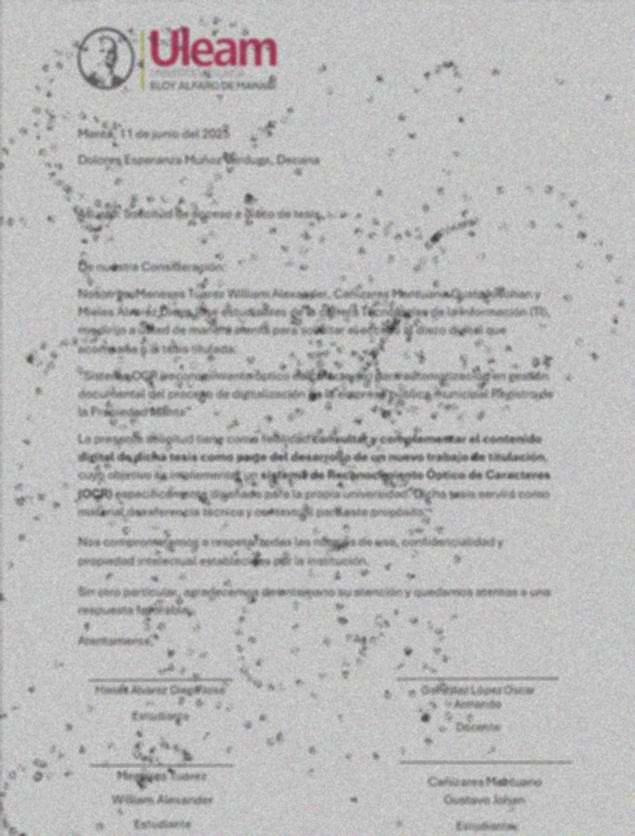 Uleam
ELOY ALFARO DE MANABÍ
Manta, 11 de junio del 2025
Dolores Esperanza Muñoz Verduga, Decana
Asunto: Solicitud de acceso a disco de tesis
De nuestra Consideración:
Nosotros, Meneses Tuarez William Alexander, Cañizares Mantuano Gustavo Johan y
Mieles Alvarez Diego Jose estudiantes de la carrera Tecnologías de la Información (TI),
me dirijo a usted de manera atenta para solicitar el disco digital que
acompaña a la tesis titulada:
"Sistema OCR reconocimiento óptico para automatización en gestión
documental del proceso de digitalización de la empresa pública municipal Registro de
la Propiedad Manta"
La presente solicitud tiene como finalidad consultar y complementar el contenido
digital de dicha tesis como parte del desarrollo de un nuevo trabajo de titulación,
cuyo objetivo es implementar un sistema de Reconocimiento Óptico de Caracteres
(OCR) específicamente diseñado para la propia universidad. Dicha tesis servirá como
material de referencia técnica y contextual para este propósito.
Nos comprometemos a respetar todas las normas de uso, confidencialidad y
propiedad intelectual establecidas por la institución.
Sin otro particular, agradecemos de antemano su atención y quedamos atentos a una
respuesta favorable.
Atentamente,
Mieles Alvarez Diego Jose
Estudiante
González López Oscar
Armando
Docente
Meneses Tuarez
William Alexander
Estudiante
Cañizares Mantuano
Gustavo Johan
Estudiante